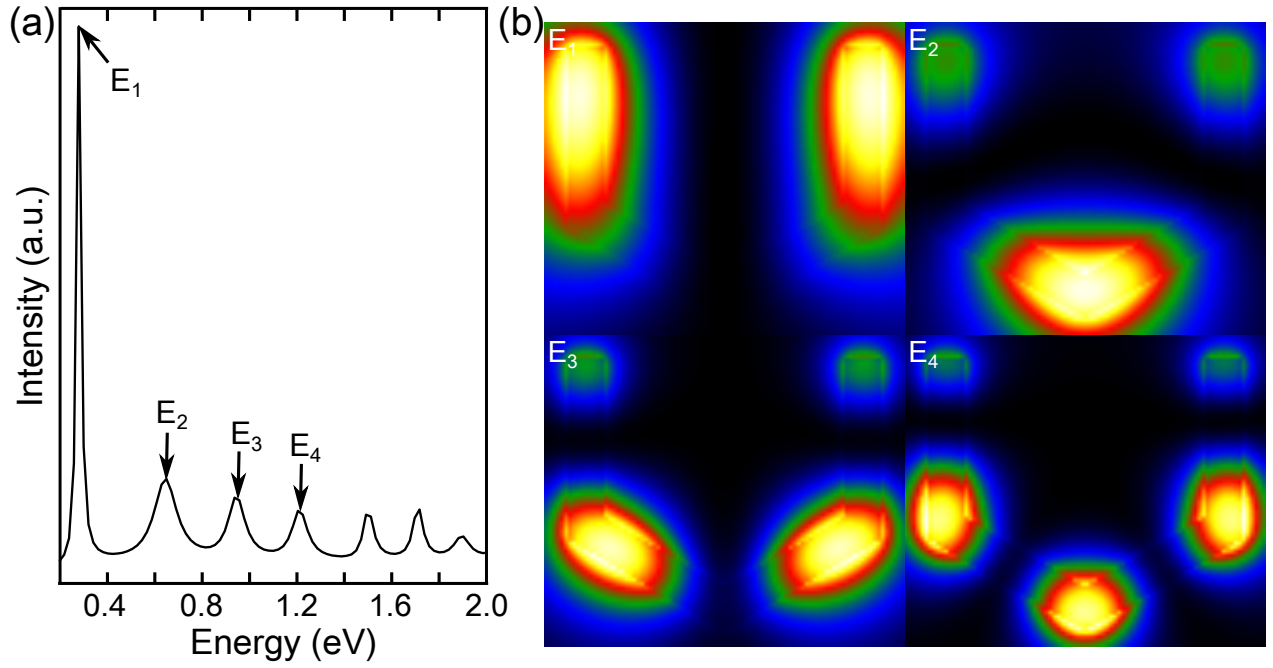 (a)
(b)
E1
E2
E3
E4
Intensity (a.u.)
0.4 0.8 1.2 1.6 2.0
Energy (eV)
E1
E2
E3
E4